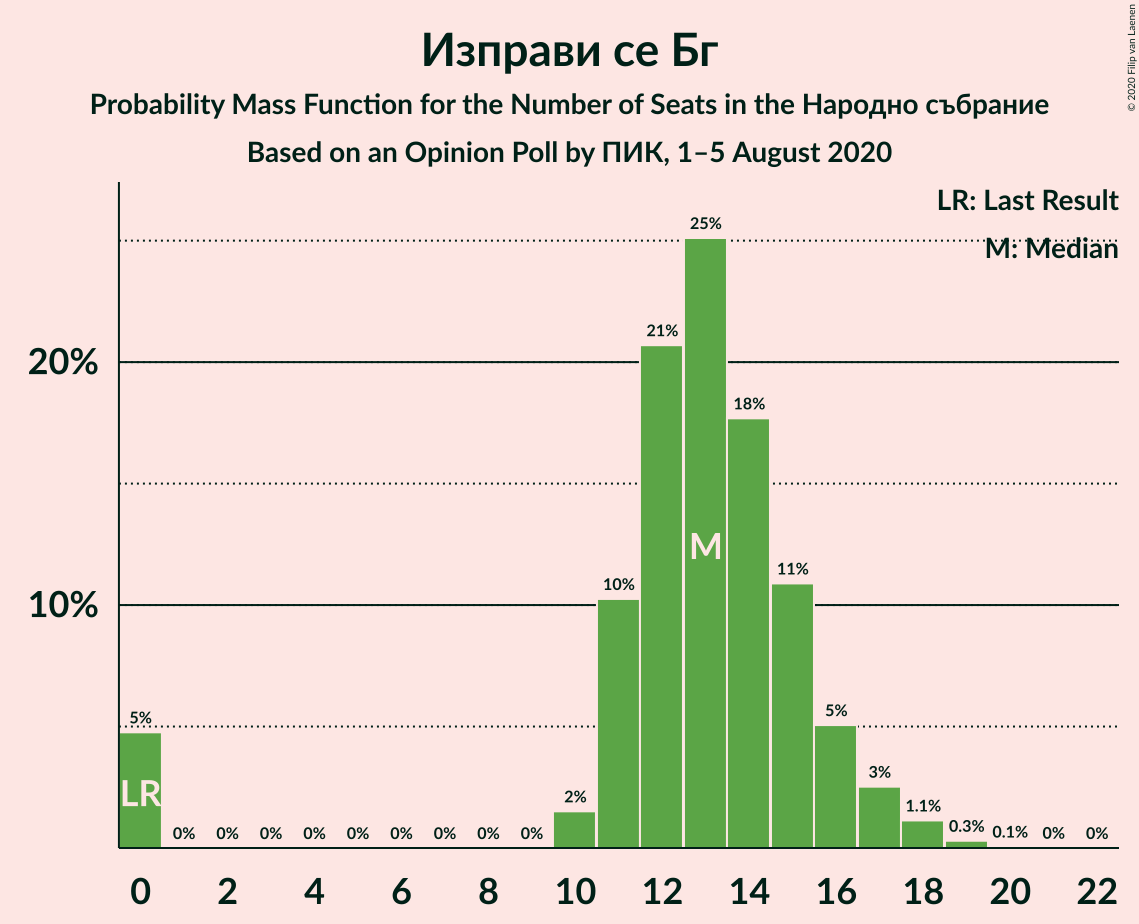 Изправи се Бг
Probability Mass Function for the Number of Seats in the Народно събрание
Based on an Opinion Poll by ПИК, 1–5 August 2020
© 2020 Filip van Laenen
LR: Last Result
M: Median
25%
21%
20%
18%
M
11%
10%
10%
5%
5%
3%
LR
2%
1.1%
0% 0% 0% 0% 0% 0% 0% 0% 0% 0.3% 0.1% 0% 0%
0 2 4 6 8 10 12 14 16 18 20 22